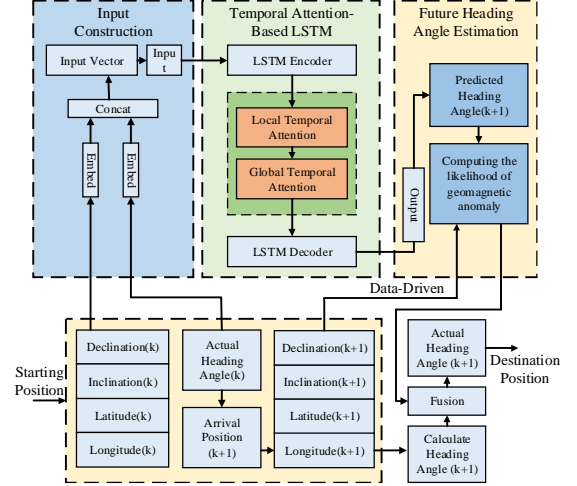 Input
Construction
Temporal Attention-
Based LSTM
Future Heading
Angle Estimation
Input Vector
Inpu
t
Concat
Embed
Embed
LSTM Encoder
Local Temporal
Attention
Global Temporal
Attention
LSTM Decoder
Output
Predicted
Heading
Angle(k+1)
Computing the
likelihood of
geomagnetic
anomaly
Data-Driven
Starting
Position
Declination(k)
Inclination(k)
Latitude(k)
Longitude(k)
Actual
Heading
Angle(k)
Arrival
Position
(k+1)
Declination(k+1)
Inclination(k+1)
Latitude(k+1)
Longitude(k+1)
Actual
Heading
Angle (k+1)
Fusion
Calculate
Heading
Angle (k+1)
Destination
Position